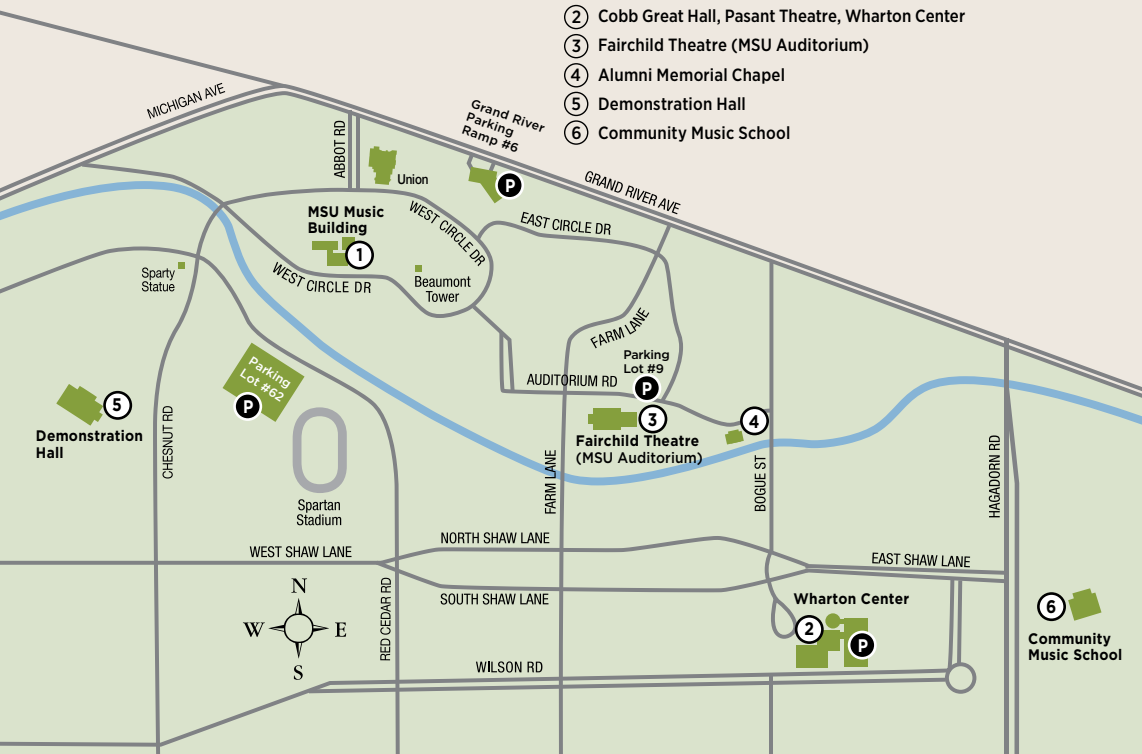 2 Cobb Great Hall, Pasant Theatre, Wharton Center
3 Fairchild Theatre (MSU Auditorium)
4 Alumni Memorial Chapel
5 Demonstration Hall
6 Community Music School
MICHIGAN AVE
ABBOT RD
Grand River
Parking
Ramp #6
P
Union
GRAND RIVER AVE
MSU Music
Building
1
WEST CIRCLE DR
EAST CIRCLE DR
WEST CIRCLE DR
Beaumont
Tower
Sparty
Statue
FARM LANE
Parking
Lot #9
P
AUDITORIUM RD
Parking
Lot #62
P
5
Demonstration
Hall
CHESNUT RD
3
Fairchild Theatre
(MSU Auditorium)
4
FARM LANE
BOGUE ST
HAGADORN RD
Spartan
Stadium
WEST SHAW LANE
NORTH SHAW LANE
EAST SHAW LANE
SOUTH SHAW LANE
RED CEDAR RD
N
W
E
S
Wharton Center
2
P
6
Community
Music School
WILSON RD